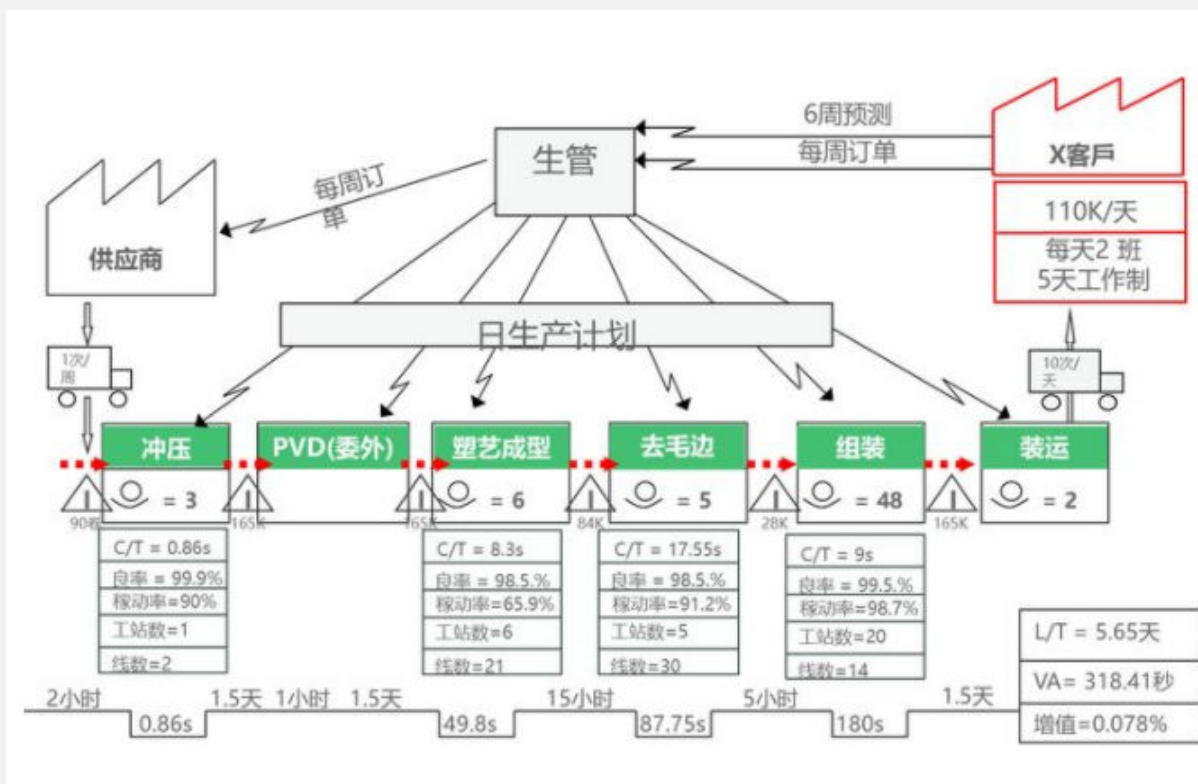 6周预测
每周订单
生管
X客戶
110K/天
每天2 班
5天工作制
每周订
单
供应商
日生产计划
1次/
周
10次/
天
冲压
PVD(委外)
塑艺成型
去毛边
组装
装运
= 3
= 6
= 5
= 48
= 2
165K
165K
84K
28K
165K
C/T = 0.86s
良率 = 99.9%
稼动率=90%
工站数=1
线数=2
C/T = 8.3s
良率 = 98.5.%
稼动率=65.9%
工站数=6
线数=21
C/T = 17.55s
良率 = 98.5.%
稼动率=91.2%
工站数=5
线数=30
C/T = 9s
良率 = 99.5.%
稼动率=98.7%
工站数=20
线数=14
L/T = 5.65天
VA= 318.41秒
增值=0.078%
2小时
1.5天
1小时
1.5天
15小时
5小时
1.5天
0.86s
49.8s
87.75s
180s